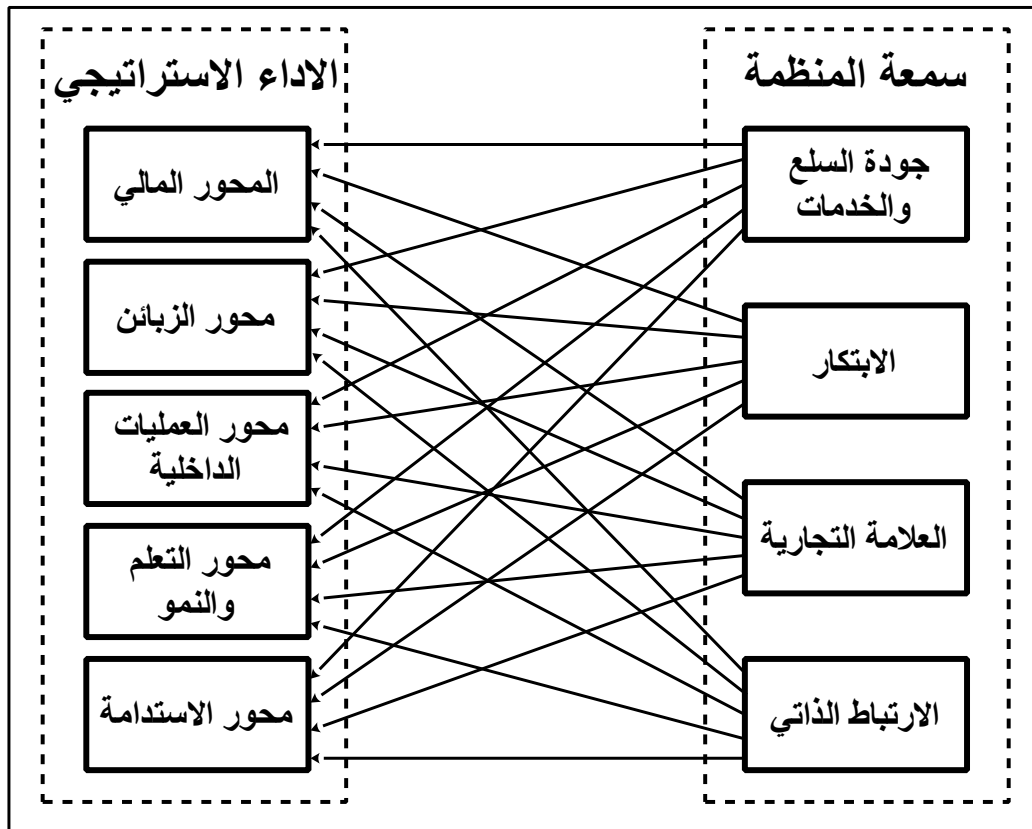 سمعة المنظمة
جودة السلع
والخدمات
الابتكار
العلامة التجارية
الارتباط الذاتي
الاداء الاستراتيجي
المحور المالي
محور الزبائن
محور العمليات
الداخلية
محور التعلم
والنمو
محور الاستدامة